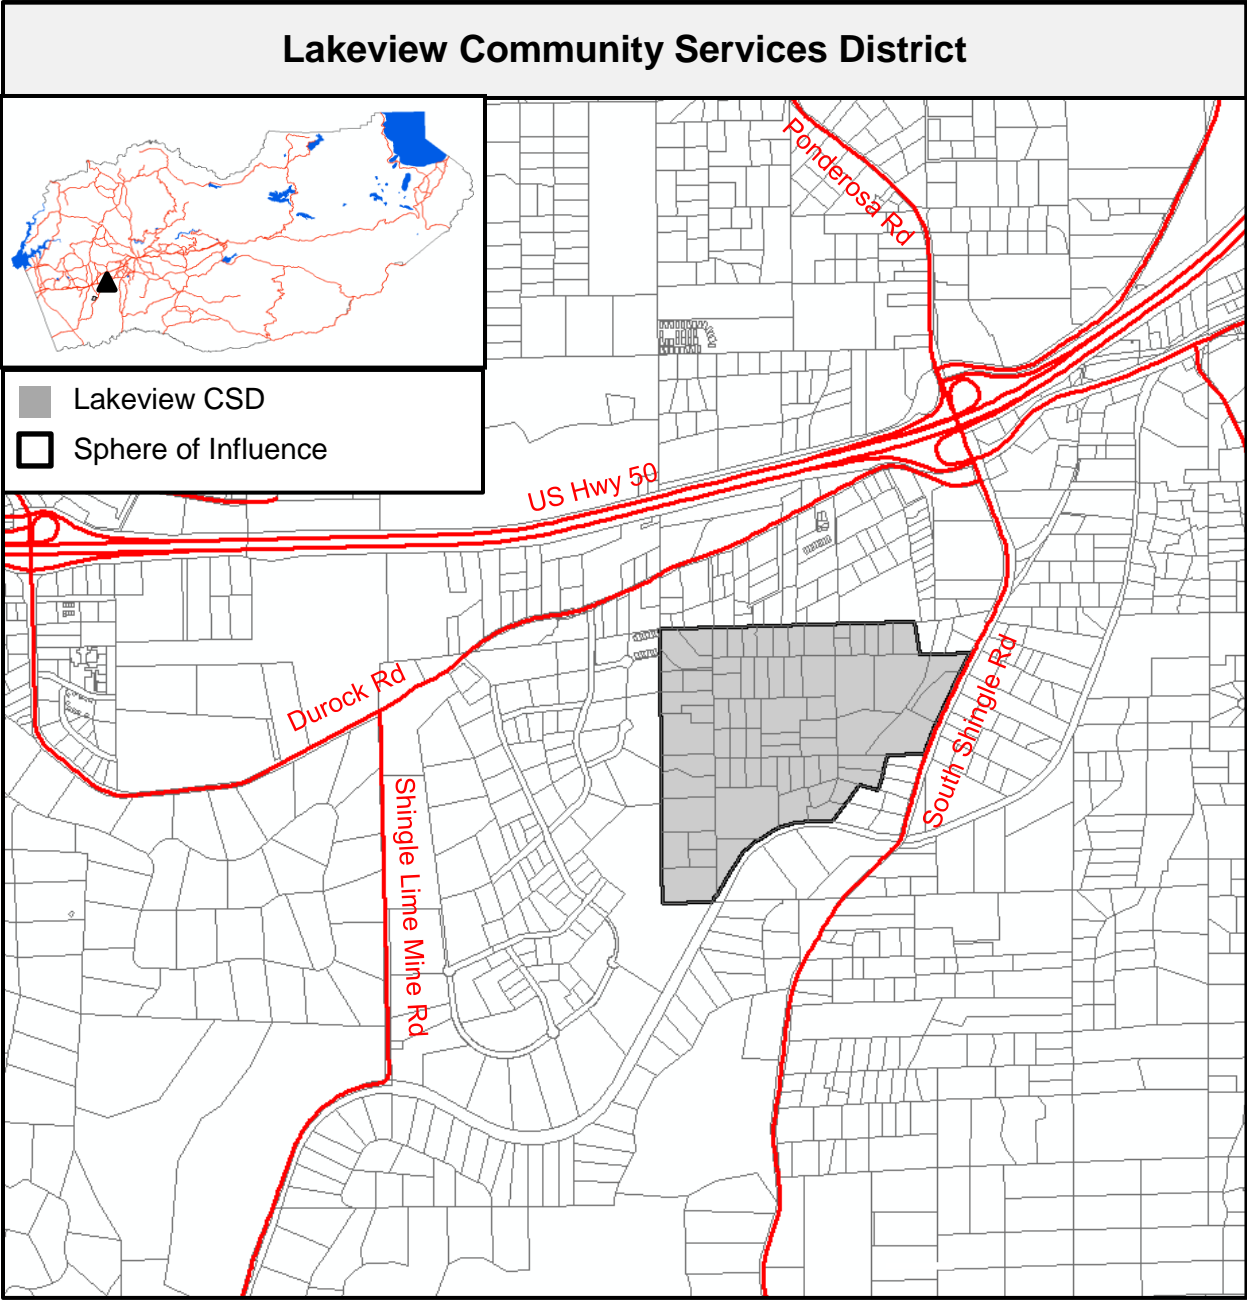 Lakeview Community Services District
Lakeview CSD
Sphere of Influence
Ponderosa Rd
US Hwy 50
Durock Rd
South Shingle Rd
Shingle Lime Mine Rd